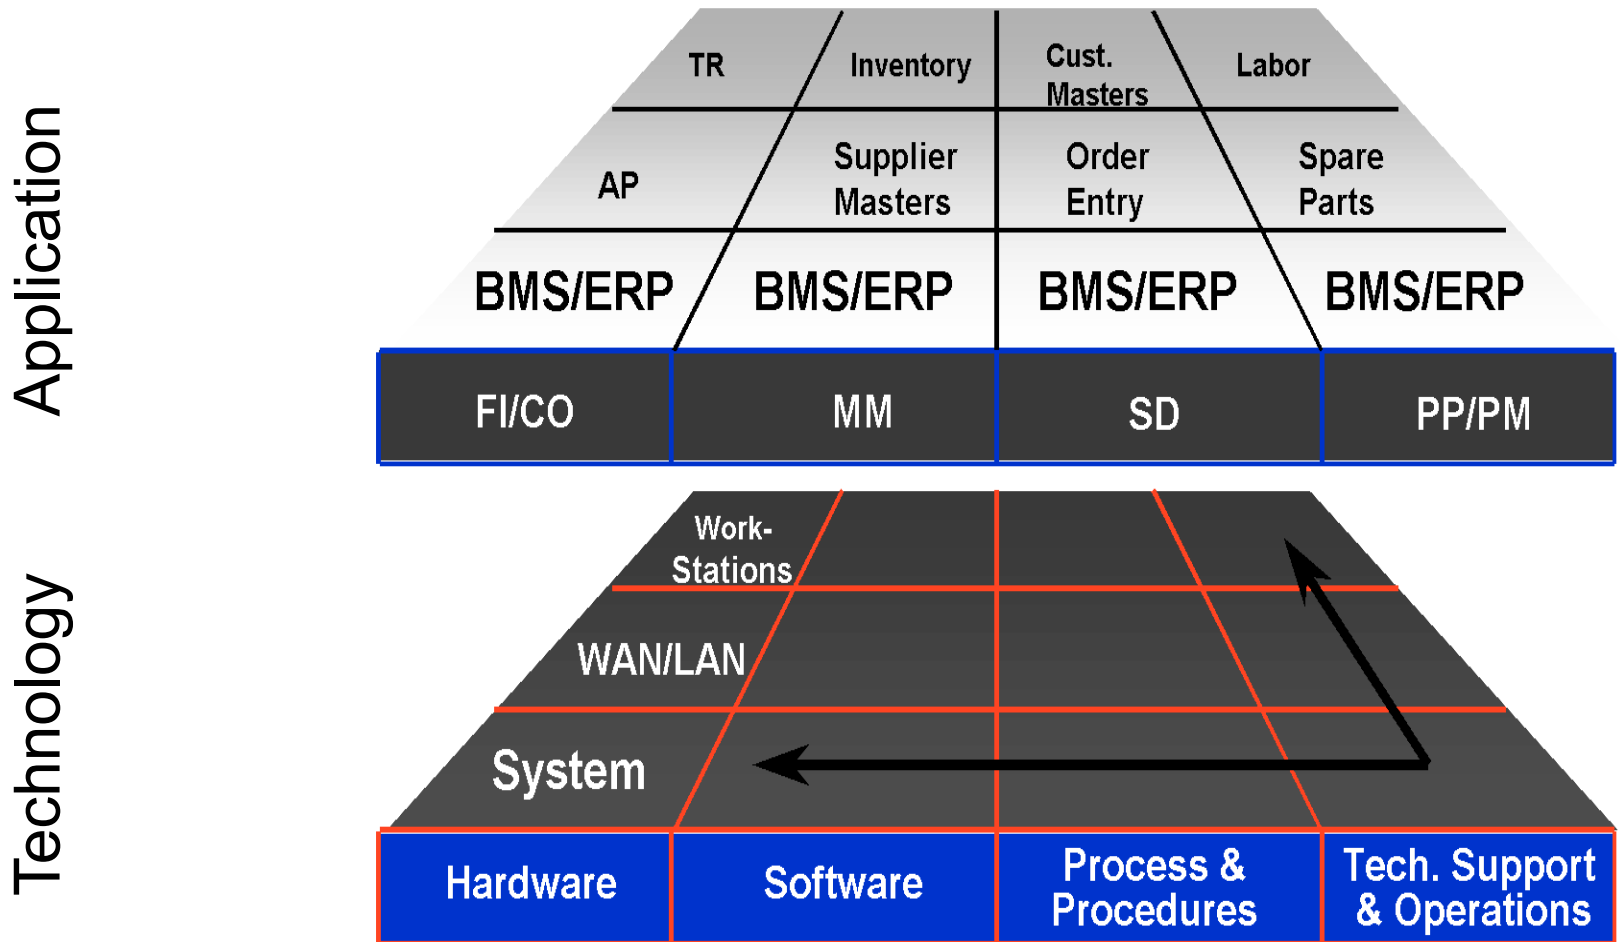 Application
TR
Inventory
Cust.
Masters
Labor
AP
Supplier
Masters
Order
Entry
Spare
Parts
BMS/ERP
BMS/ERP
BMS/ERP
BMS/ERP
FI/CO
MM
SD
PP/PM
Technology
Work-
Stations
WAN/LAN
System
Hardware
Software
Process &
Procedures
Tech. Support
& Operations